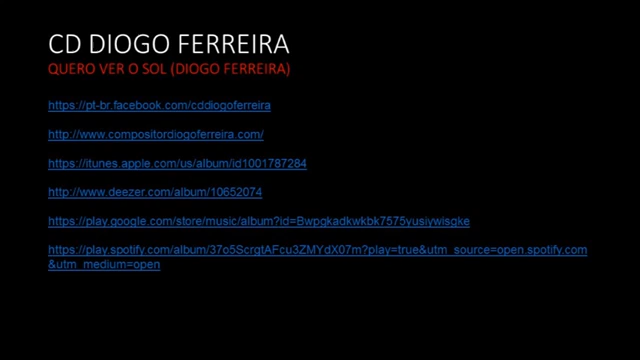 CD DIOGO FERREIRA
QUERO VER O SOL (DIOGO FERREIRA)
https://pt-br.facebook.com/cddiogoferreira
http://www.compositordiogoferreira.com/
https://itunes.apple.com/us/album/id1001787284
http://www.deezer.com/album/10652074
https://play.google.com/store/music/album?id=Bwpgkadkwkbk7575yusiywisgke
https://play.spotify.com/album/37o5ScrgtAFcu3ZMYdX07m?play=true&utm_source=open.spotify.com
&utm_medium=open